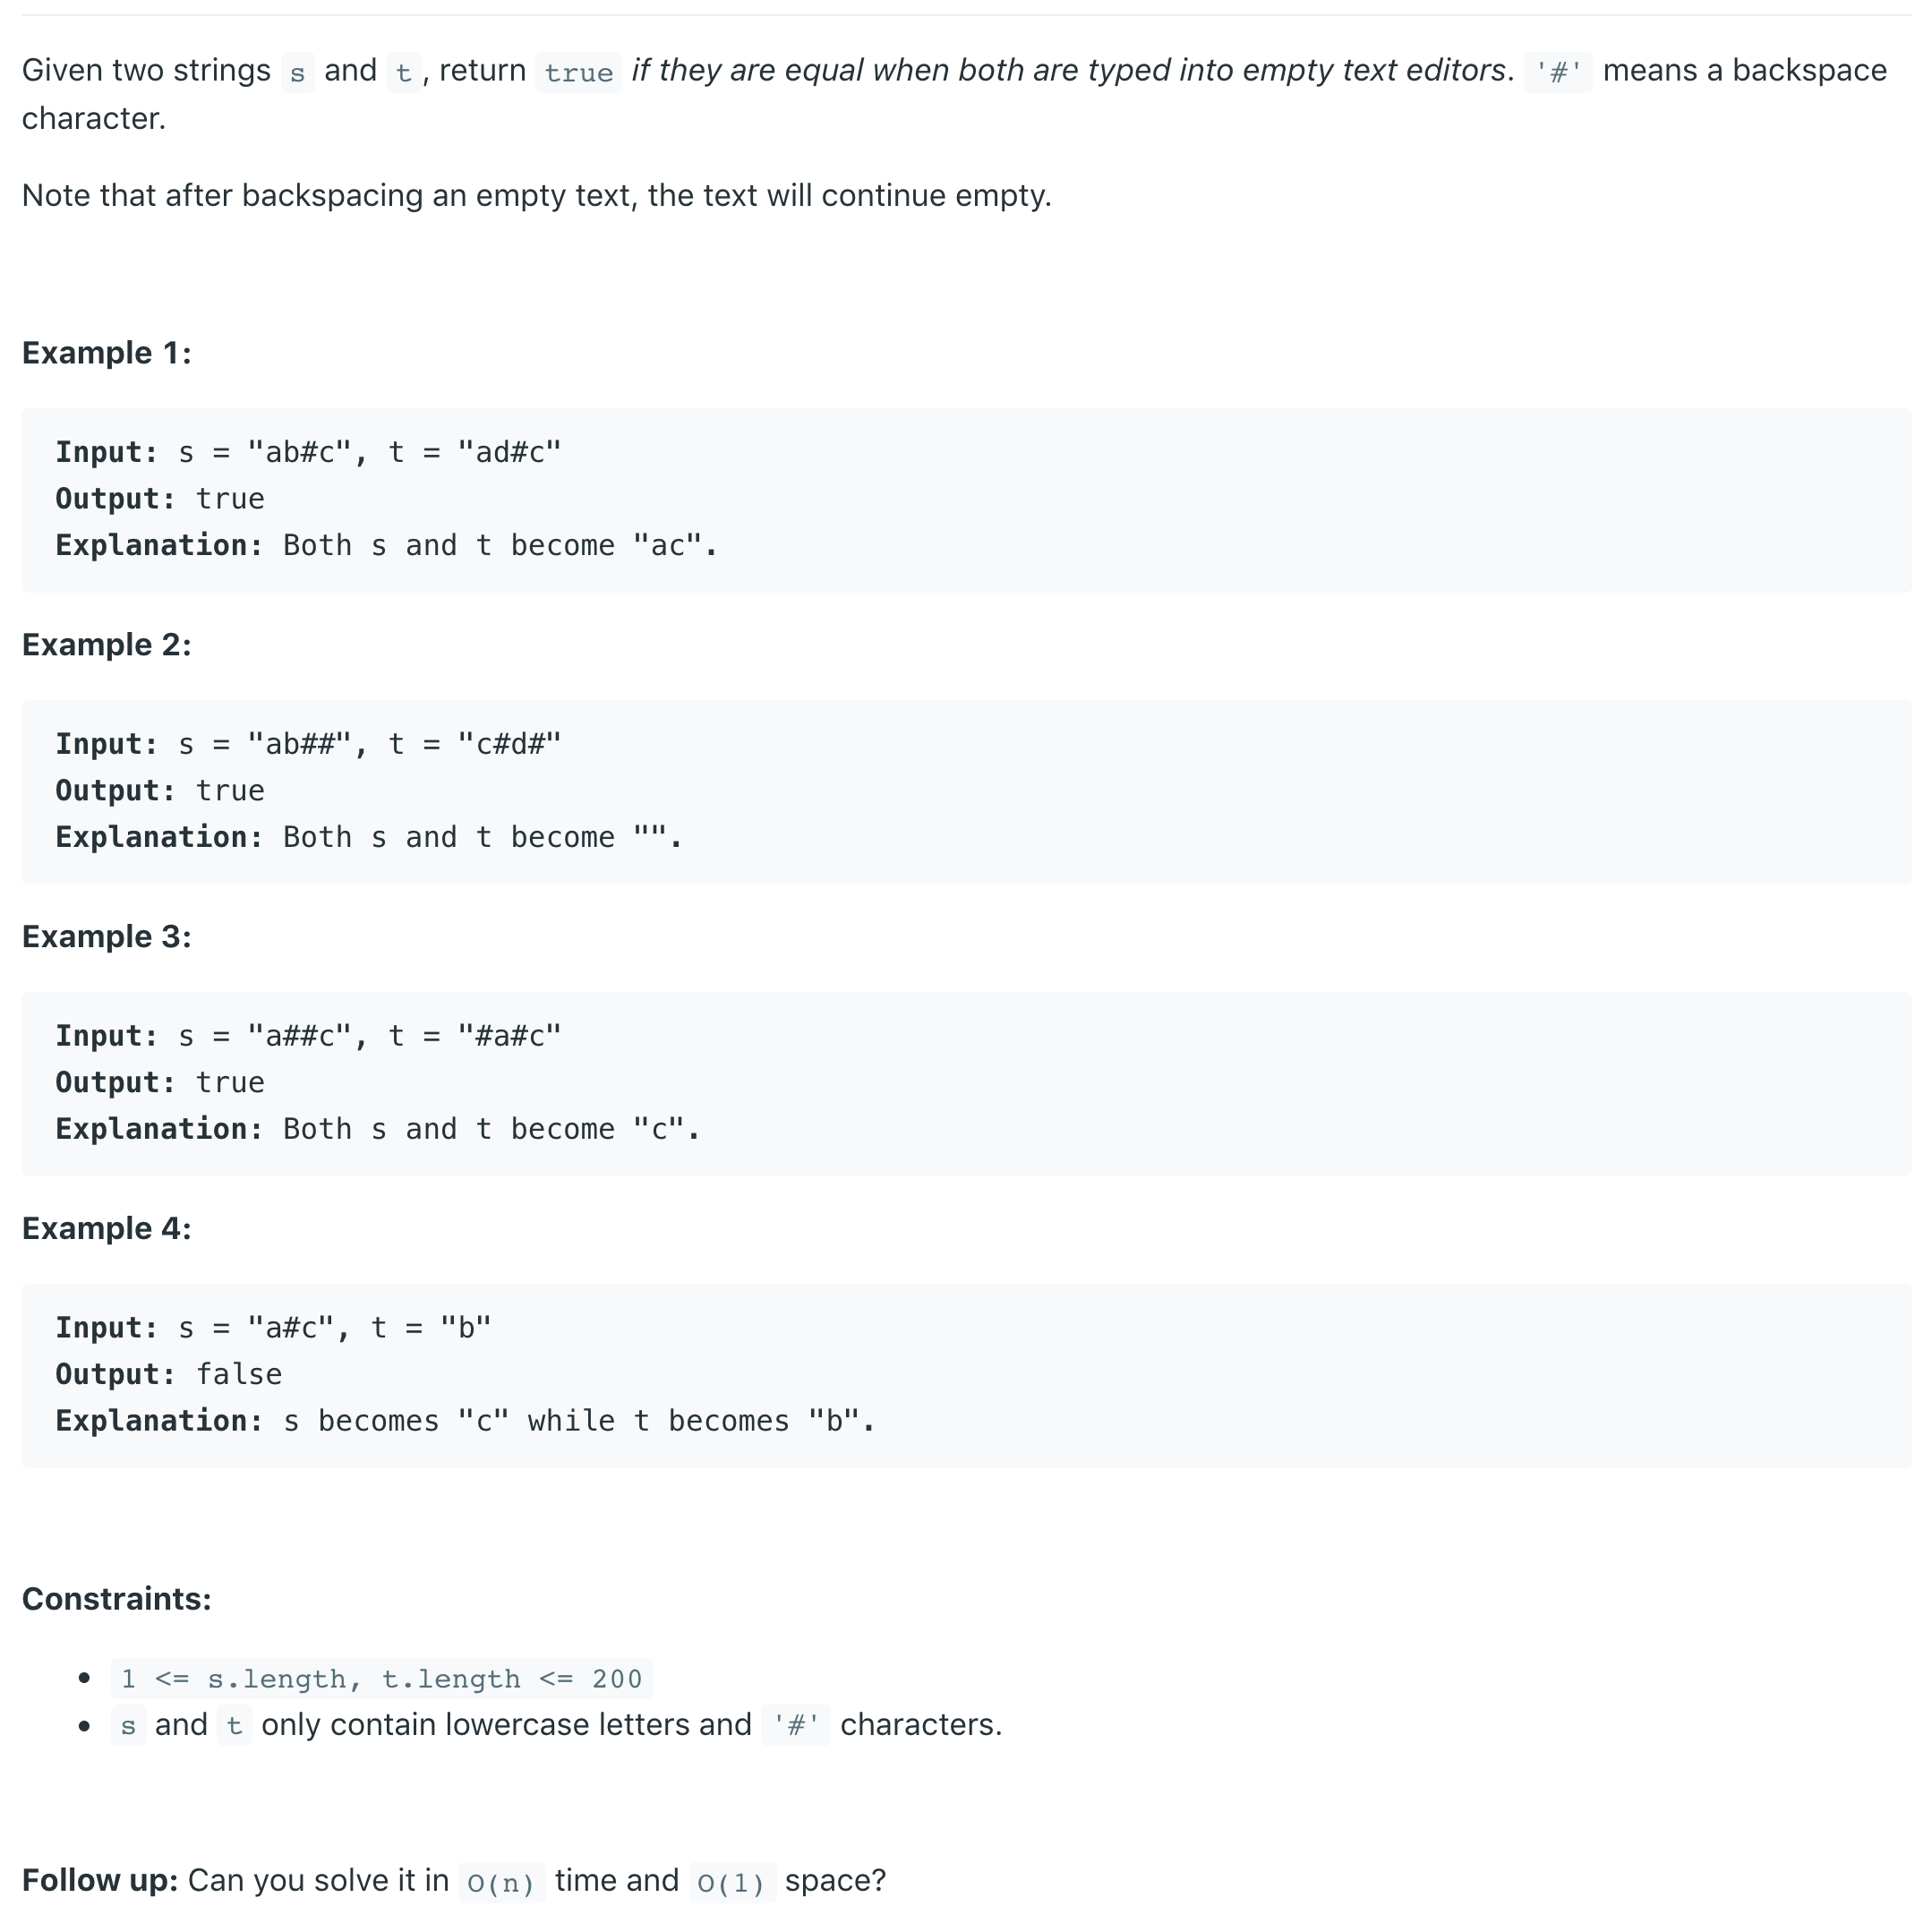 Given two strings s and t, return true if they are equal when both are typed into empty text editors. '#' means a backspace
character.
Note that after backspacing an empty text, the text will continue empty.
Example 1:
Input: s = "ab#c", t = "ad#c"
Output: true
Explanation: Both s and t become "ac".
Example 2:
Input: s = "ab##", t = "c#d#"
Output: true
Explanation: Both s and t become "".
Example 3:
Input: s = "a##c", t = "#a#c"
Output: true
Explanation: Both s and t become "c".
Example 4:
Input: s = "a#c", t = "b"
Output: false
Explanation: s becomes "c" while t becomes "b".
Constraints:
• 1 <= s.length, t.length <= 200
• s and t only contain lowercase letters and '#' characters.
Follow up: Can you solve it in O(n) time and O(1) space?